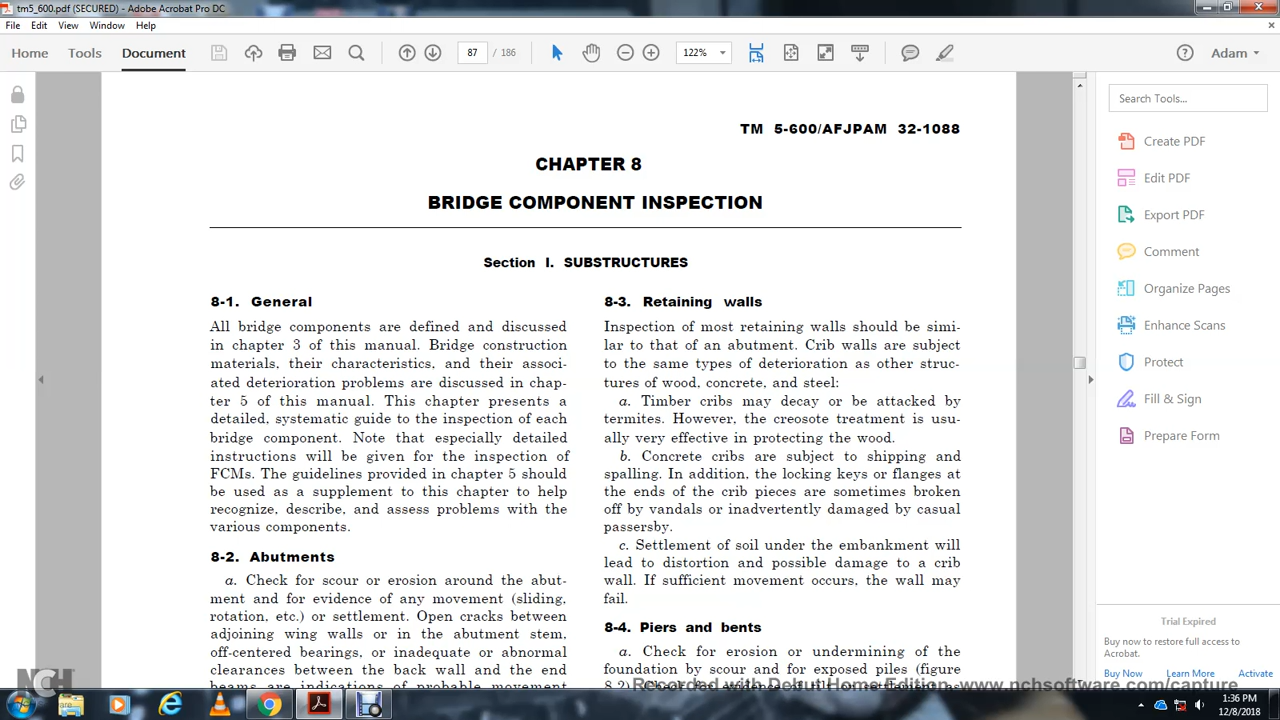 tm5_600.pdf (SECURED) - Adobe Acrobat Pro DC
File Edit View Window Help
Home Tools Document 87 / 186 122% Adam
TM 5-600/AFJPAM 32-1088
CHAPTER 8
BRIDGE COMPONENT INSPECTION
Section I. SUBSTRUCTURES
8-1. General
All bridge components are defined and discussed
in chapter 3 of this manual. Bridge construction
materials, their characteristics, and their associ-
ated deterioration problems are discussed in chap-
ter 5 of this manual. This chapter presents a
detailed, systematic guide to the inspection of each
bridge component. Note that especially detailed
instructions will be given for the inspection of
FCMs. The guidelines provided in chapter 5 should
be used as a supplement to this chapter to help
recognize, describe, and assess problems with the
various components.
8-2. Abutments
a. Check for scour or erosion around the abut-
ment and for evidence of any movement (sliding,
rotation, etc.) or settlement. Open cracks between
adjoining wing walls or in the abutment stem,
off-centered bearings, or inadequate or abnormal
clearances between the back wall and the end
beams are indications of probable movement
8-3. Retaining walls
Inspection of most retaining walls should be simi-
lar to that of an abutment. Crib walls are subject
to the same types of deterioration as other struc-
tures of wood, concrete, and steel:
a. Timber cribs may decay or be attacked by
termites. However, the creosote treatment is usu-
ally very effective in protecting the wood.
b. Concrete cribs are subject to shipping and
spalling. In addition, the locking keys or flanges at
the ends of the crib pieces are sometimes broken
off by vandals or inadvertently damaged by casual
passersby.
c. Settlement of soil under the embankment will
lead to distortion and possible damage to a crib
wall. If sufficient movement occurs, the wall may
fail.
8-4. Piers and bents
a. Check for erosion or undermining of the
foundation by scour and for exposed piles (figure
Search Tools...
Create PDF
Edit PDF
Export PDF
Comment
Organize Pages
Enhance Scans
Protect
Fill & Sign
Prepare Form
Trial Expired
Buy now to restore full access to
Acrobat.
Buy Now Learn More Activate
NCH
Recorded with Debut Home Edition www.nchsoftware.com/capture
1:36 PM
12/8/2018